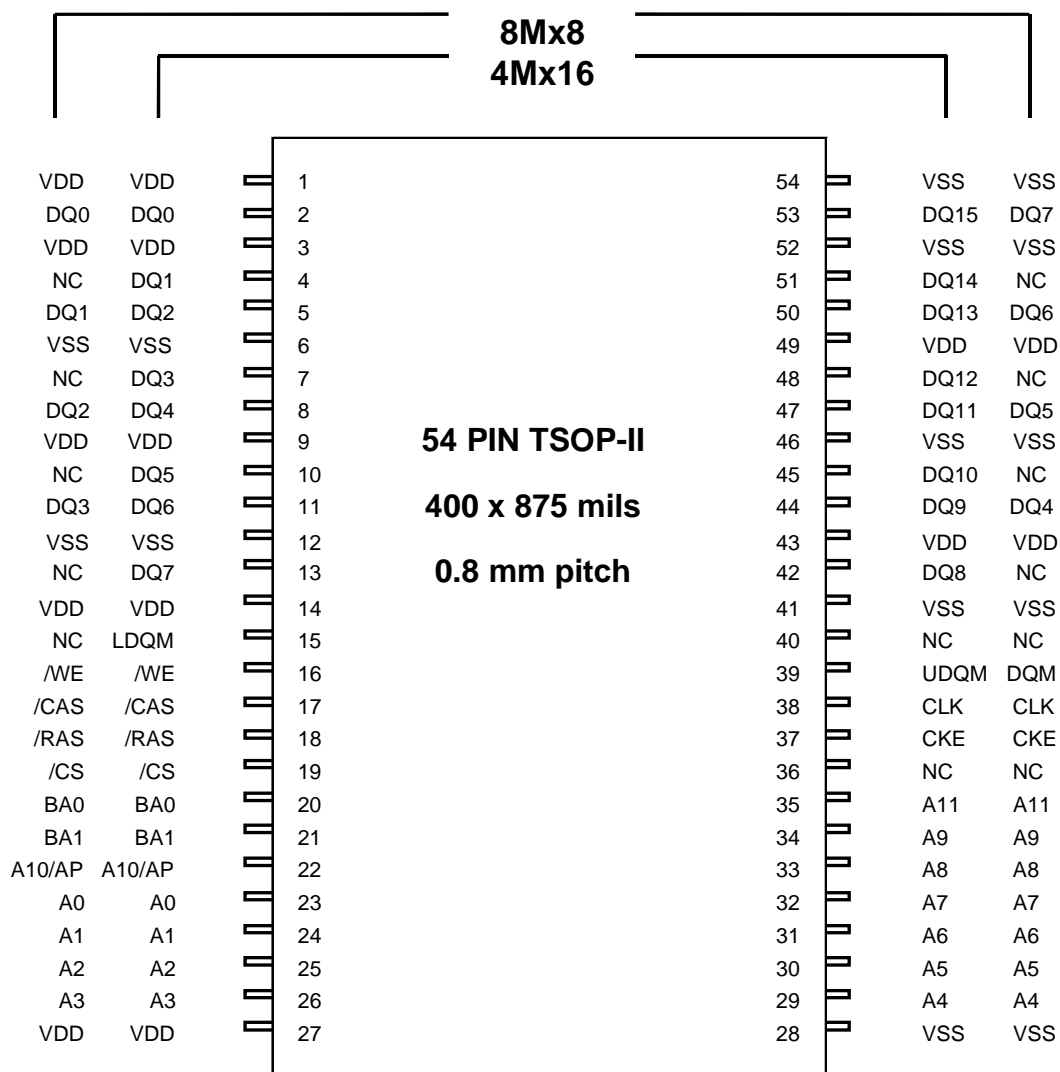 8Mx8
4Mx16
VDD VDD 1 54 VSS VSS
DQ0 DQ0 2 53 DQ15 DQ7
VDD VDD 3 52 VSS VSS
NC DQ1 4 51 DQ14 NC
DQ1 DQ2 5 50 DQ13 DQ6
VSS VSS 6 49 VDD VDD
NC DQ3 7 48 DQ12 NC
DQ2 DQ4 8 47 DQ11 DQ5
VDD VDD 9 54 PIN TSOP-II 46 VSS VSS
NC DQ5 10 45 DQ10 NC
DQ3 DQ6 11 400 x 875 mils 44 DQ9 DQ4
VSS VSS 12 43 VDD VDD
NC DQ7 13 0.8 mm pitch 42 DQ8 NC
VDD VDD 14 41 VSS VSS
NC LDQM 15 40 NC NC
/WE /WE 16 39 UDQM DQM
/CAS /CAS 17 38 CLK CLK
/RAS /RAS 18 37 CKE CKE
/CS /CS 19 36 NC NC
BA0 BA0 20 35 A11 A11
BA1 BA1 21 34 A9 A9
A10/AP A10/AP 22 33 A8 A8
A0 A0 23 32 A7 A7
A1 A1 24 31 A6 A6
A2 A2 25 30 A5 A5
A3 A3 26 29 A4 A4
VDD VDD 27 28 VSS VSS